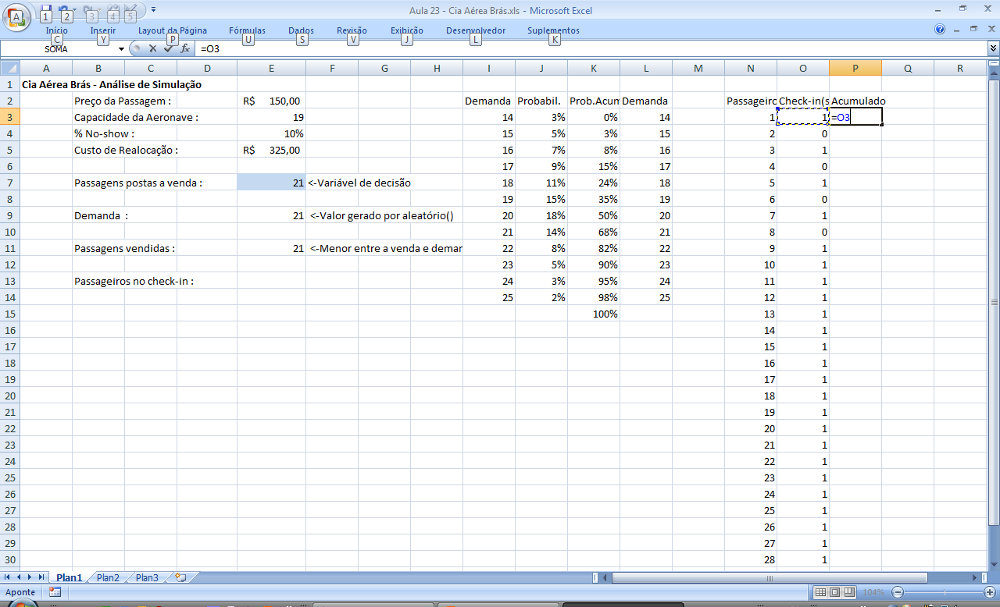 Aula 23 - Cia Aérea Brás.xls - Microsoft Excel
A 1 2 3 4 5
Início Inserir Layout da Página Fórmulas Dados Revisão Exibição Desenvolvedor Suplementos
C Y P U S V J L K
SOMA fx =O3
A B C D E F G H I J K L M N O P Q R
1 Cia Aérea Brás - Análise de Simulação
2 Preço da Passagem : R$ 150,00 Demanda Probabil. Prob.Acum Demanda Passageiro Check-in(s Acumulado
3 Capacidade da Aeronave : 19 14 3% 0% 14 1 1 =O3
4 % No-show : 10% 15 5% 3% 15 2 0
5 Custo de Realocação : R$ 325,00 16 7% 8% 16 3 1
6 17 9% 15% 17 4 0
7 Passagens postas a venda : 21 <-Variável de decisão 18 11% 24% 18 5 1
8 19 15% 35% 19 6 0
9 Demanda : 21 <-Valor gerado por aleatório() 20 18% 50% 20 7 1
10 21 14% 68% 21 8 0
11 Passagens vendidas : 21 <-Menor entre a venda e demar 22 8% 82% 22 9 1
12 23 5% 90% 23 10 1
13 Passageiros no check-in : 24 3% 95% 24 11 1
14 25 2% 98% 25 12 1
15 100% 13 1
16 14 1
17 15 1
18 16 1
19 17 1
20 18 1
21 19 1
22 20 1
23 21 1
24 22 1
25 23 1
26 24 1
27 25 1
28 26 1
29 27 1
30 28 1
Plan1 Plan2 Plan3
Aponte 104%